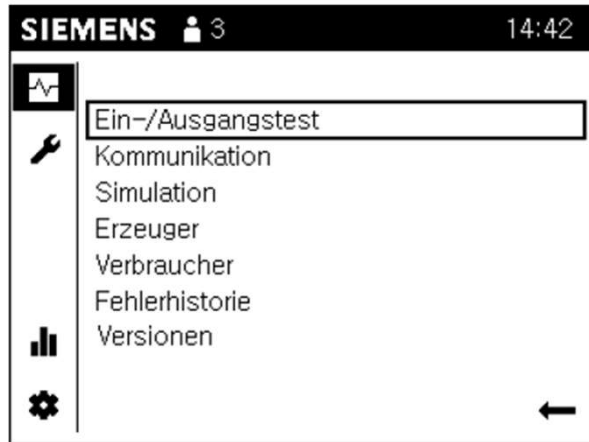 SIEMENS 3 14:42
Ein-/Ausgangstest
Kommunikation
Simulation
Erzeuger
Verbraucher
Fehlerhistorie
Versionen